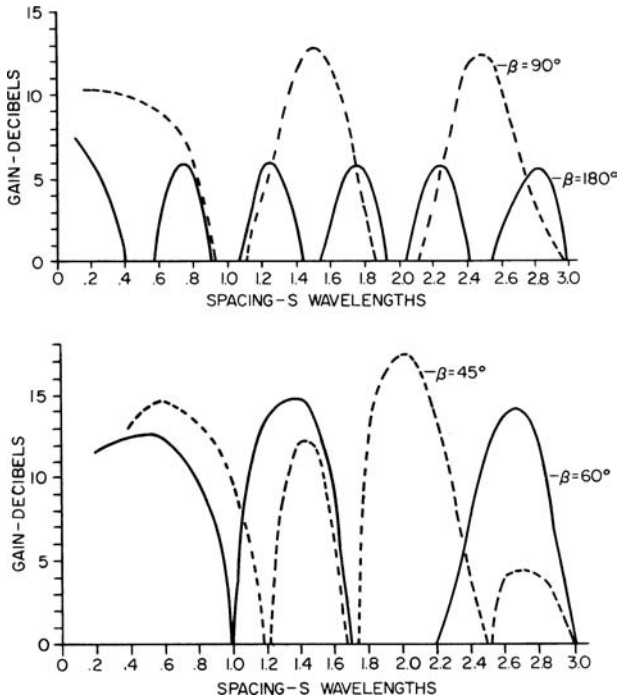 15
GAIN-DECIBELS
10
5
0
β=90°
β=180°
0 .2 .4 .6 .8 1.0 1.2 1.4 1.6 1.8 2.0 2.2 2.4 2.6 2.8 3.0
SPACING-S WAVELENGTHS
15
GAIN-DECIBELS
10
5
0
β=45°
β=60°
0 .2 .4 .6 .8 1.0 1.2 1.4 1.6 1.8 2.0 2.2 2.4 2.6 2.8 3.0
SPACING-S WAVELENGTHS